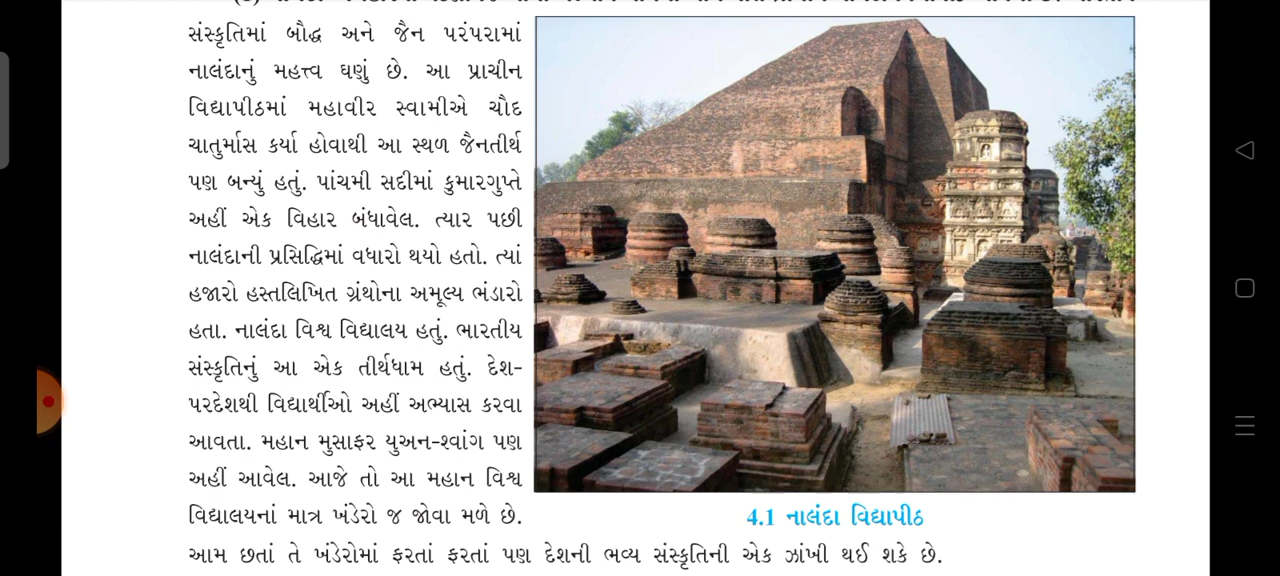 સંસ્કૃતિમાં બૌદ્ધ અને જૈન પરંપરામાં
નાલંદાનું મહત્ત્વ ઘણું છે. આ પ્રાચીન
વિદ્યાપીઠમાં મહાવીર સ્વામીએ ચૌદ
ચાતુર્માસ કર્યા હોવાથી આ સ્થળ જૈનતીર્થ
પણ બન્યું હતું. પાંચમી સદીમાં કુમારગુપ્તે
અહીં એક વિહાર બંધાવેલ. ત્યાર પછી
નાલંદાની પ્રસિદ્ધિમાં વધારો થયો હતો. ત્યાં
હજારો હસ્તલિખિત ગ્રંથોના અમૂલ્ય ભંડારો
હતા. નાલંદા વિશ્વ વિદ્યાલય હતું. ભારતીય
સંસ્કૃતિનું આ એક તીર્થધામ હતું. દેશ-
પરદેશથી વિદ્યાર્થીઓ અહીં અભ્યાસ કરવા
આવતા. મહાન મુસાફર યુઅન-શ્વાંગ પણ
અહીં આવેલ. આજે તો આ મહાન વિશ્વ
વિદ્યાલયનાં માત્ર ખંડેરો જ જોવા મળે છે.
4.1 નાલંદા વિદ્યાપીઠ
આમ છતાં તે ખંડેરોમાં ફરતાં ફરતાં પણ દેશની ભવ્ય સંસ્કૃતિની એક ઝાંખી થઈ શકે છે.